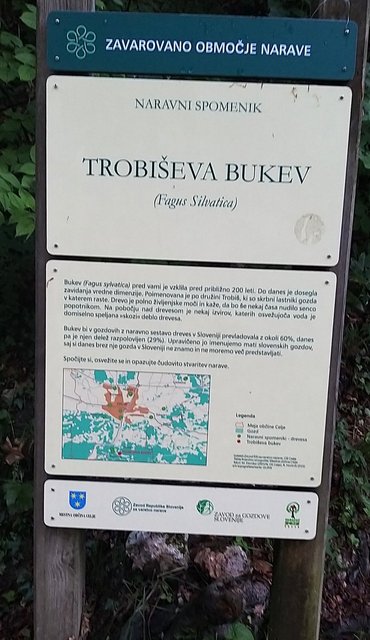 ZAVAROVANO OBMOČJE NARAVE
NARAVNI SPOMENIK
TROBIŠEVA BUKEV
(Fagus Silvatica)
Bukev (Fagus sylvatica) pred vami je vzklila pred približno 200 leti. Do danes je dosegla
zavidanja vredne dimenzije. Poimenovana je po družini Trobiš, ki so skrbni lastniki gozda
v katerem raste. Drevo je polno življenjske moči in kaže, da bo še nekaj časa nudilo senco
popotnikom. Na pobočju nad drevesom je nekaj izvirov, katerih osvežujoča voda je
domiselno speljana skozi deblo drevesa.
Bukev bi v gozdovih z naravno sestavo dreves v Sloveniji prevladovala z okoli 60%, danes
pa je njen delež razpolovljen (29%). Upravičeno jo imenujemo mati slovenskih gozdov,
saj si danes brez nje gozda v Sloveniji ne znamo in ne moremo več predstavljati.
Spočijte si, osvežite se in opazujte čudovito stvaritev narave.
Legenda
Meja občine Celje
Gozd
Naravni spomeniki - drevesa
Trobiševa bukev
MESTNA OBČINA CELJE
Zavod Republike Slovenije
za varstvo narave
ZAVOD ZA GOZDOVE
SLOVENIJE